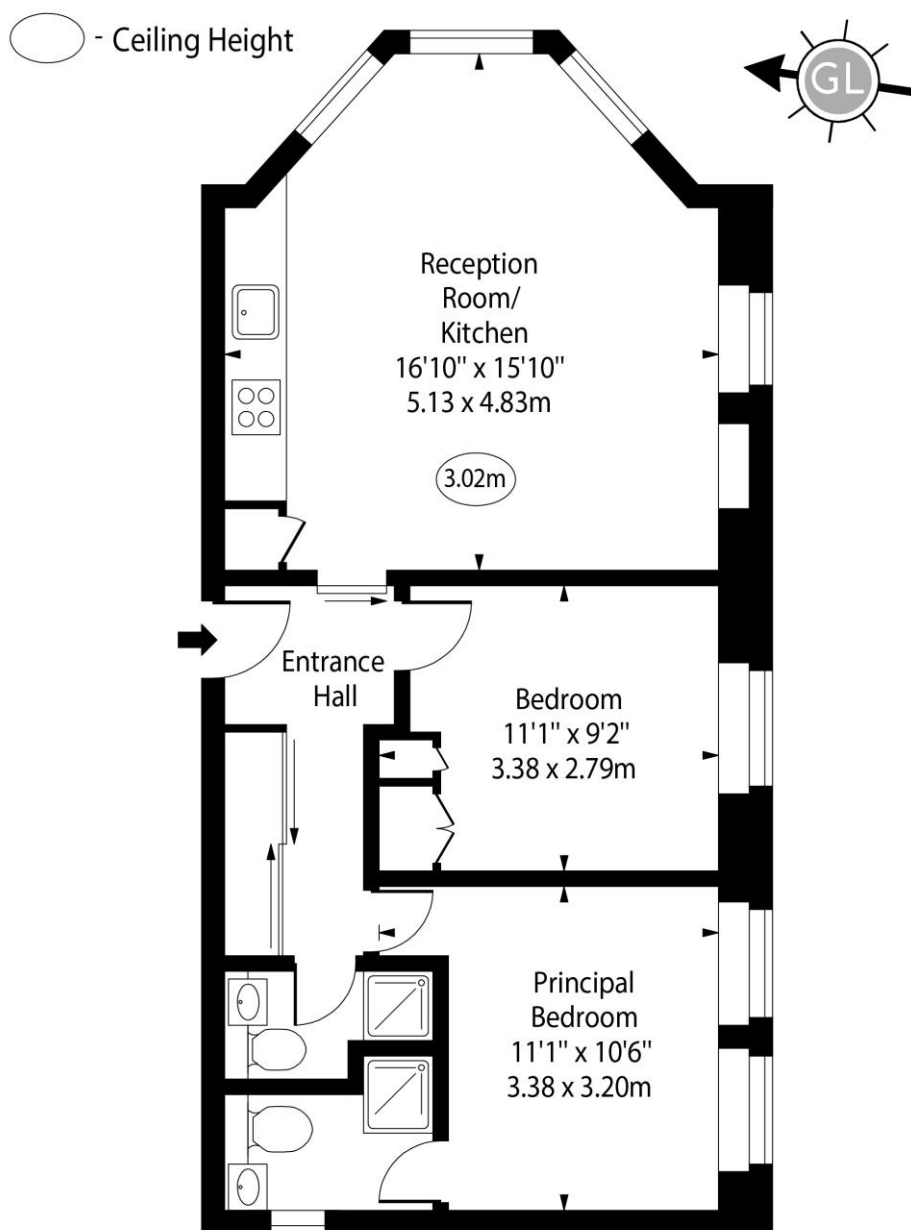 - Ceiling Height
GL
Reception
Room/
Kitchen
16'10" x 15'10"
5.13 x 4.83m
3.02m
Entrance
Hall
Bedroom
11'1" x 9'2"
3.38 x 2.79m
Principal
Bedroom
11'1" x 10'6"
3.38 x 3.20m